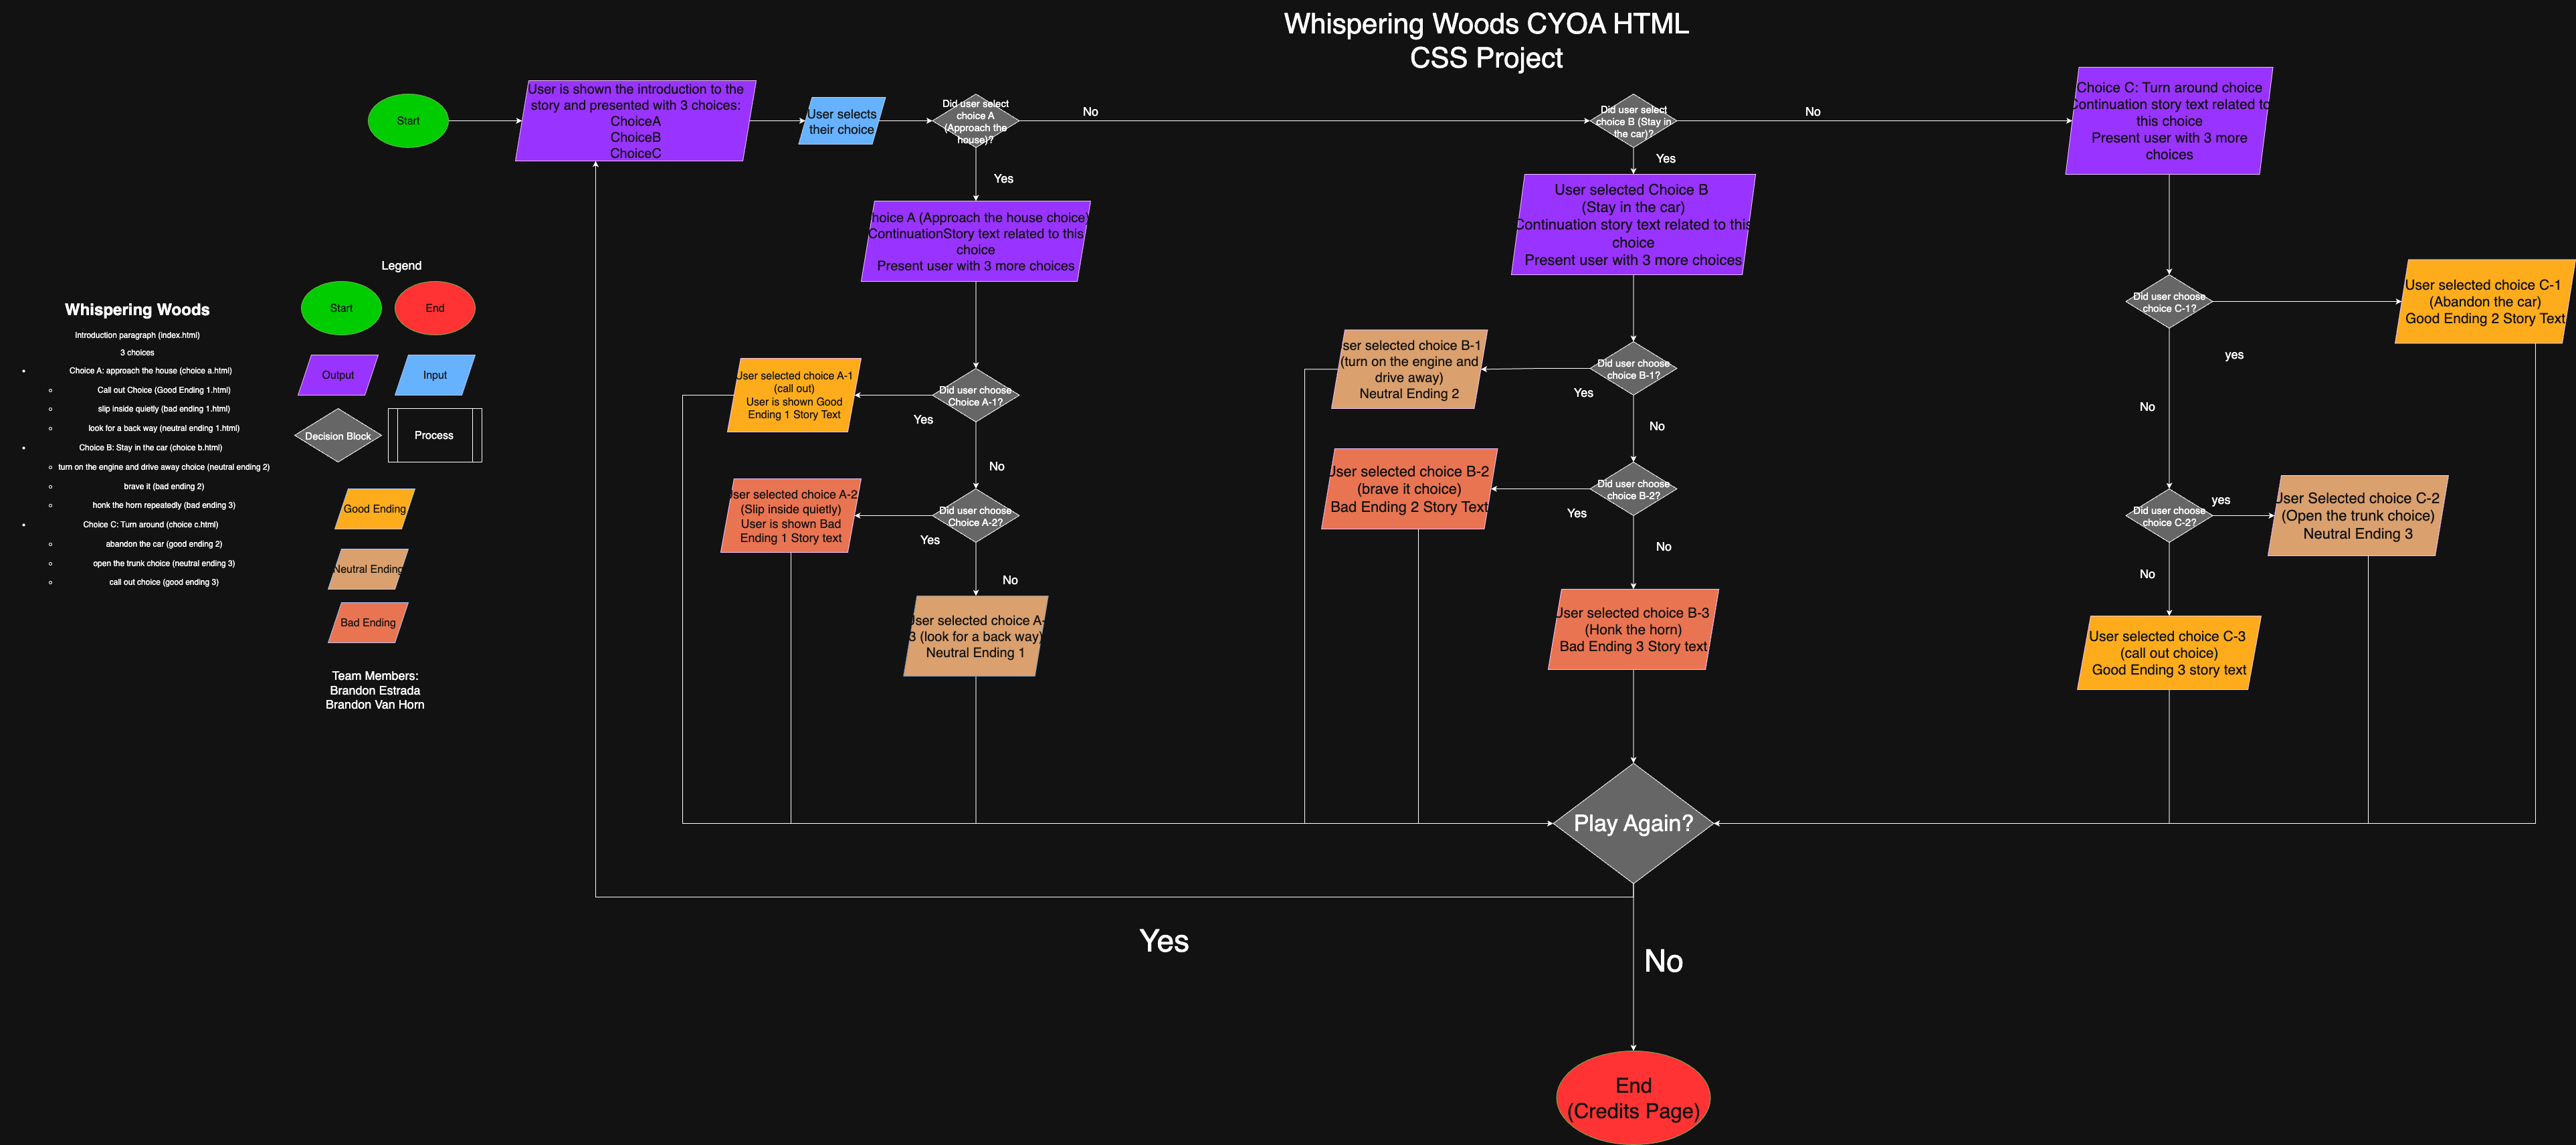 Whispering Woods CYOA HTML
CSS Project
Start
User is shown the introduction to the
story and presented with 3 choices:
ChoiceA
ChoiceB
ChoiceC
User selects
their choice
Did user select
choice A
(Approach the
house)?
No
Yes
Did user select
choice B (Stay in
the car)?
No
Yes
Choice C: Turn around choice
Continuation story text related to
this choice
Present user with 3 more
choices
hoice A (Approach the house choice)
ContinuationStory text related to this
choice
Present user with 3 more choices
User selected Choice B
(Stay in the car)
Continuation story text related to this
choice
Present user with 3 more choices
Legend
Start
End
Output
Input
Decision Block
Process
Good Ending
Neutral Ending
Bad Ending
Team Members:
Brandon Estrada
Brandon Van Horn
Whispering Woods
Introduction paragraph (index.html)
3 choices
Choice A: approach the house (choice a.html)
Call out Choice (Good Ending 1.html)
slip inside quietly (bad ending 1.html)
look for a back way (neutral ending 1.html)
Choice B: Stay in the car (choice b.html)
turn on the engine and drive away choice (neutral ending 2)
brave it (bad ending 2)
honk the horn repeatedly (bad ending 3)
Choice C: Turn around (choice c.html)
abandon the car (good ending 2)
open the trunk choice (neutral ending 3)
call out choice (good ending 3)
User selected choice A-1
(call out)
User is shown Good
Ending 1 Story Text
Did user choose
Choice A-1?
Yes
No
User selected choice A-2
(Slip inside quietly)
User is shown Bad
Ending 1 Story text
Did user choose
Choice A-2?
Yes
No
User selected choice A-
3 (look for a back way)
Neutral Ending 1
ser selected choice B-1
(turn on the engine and
drive away)
Neutral Ending 2
Did user choose
choice B-1?
Yes
No
User selected choice B-2
(brave it choice)
Bad Ending 2 Story Text
Did user choose
choice B-2?
Yes
No
User selected choice B-3
(Honk the horn)
Bad Ending 3 Story text
Did user choose
choice C-1?
yes
No
User selected choice C-1
(Abandon the car)
Good Ending 2 Story Text
Did user choose
choice C-2?
yes
No
User Selected choice C-2
(Open the trunk choice)
Neutral Ending 3
User selected choice C-3
(call out choice)
Good Ending 3 story text
Play Again?
Yes
No
End
(Credits Page)